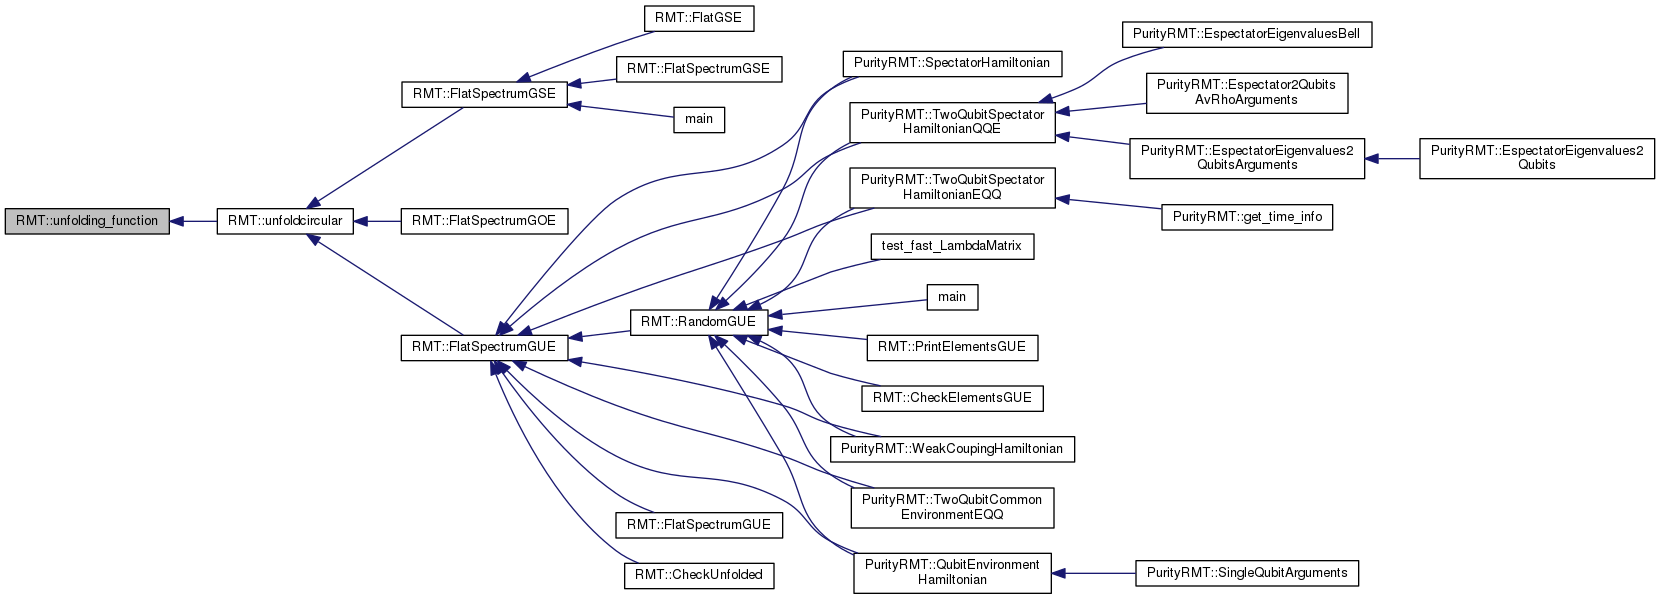 RMT::unfolding_function
RMT::unfoldcircular
RMT::FlatSpectrumGSE
RMT::FlatGSE
RMT::FlatSpectrumGSE
main
RMT::FlatSpectrumGOE
RMT::FlatSpectrumGUE
RMT::RandomGUE
PurityRMT::SpectatorHamiltonian
PurityRMT::TwoQubitSpectator
HamiltonianQQE
PurityRMT::EspectatorEigenvaluesBell
PurityRMT::Espectator2Qubits
AvRhoArguments
PurityRMT::EspectatorEigenvalues2
QubitsArguments
PurityRMT::EspectatorEigenvalues2
Qubits
PurityRMT::TwoQubitSpectator
HamiltonianEQQ
PurityRMT::get_time_info
test_fast_LambdaMatrix
main
RMT::PrintElementsGUE
RMT::CheckElementsGUE
PurityRMT::WeakCoupingHamiltonian
PurityRMT::TwoQubitCommon
EnvironmentEQQ
RMT::FlatSpectrumGUE
PurityRMT::QubitEnvironment
Hamiltonian
PurityRMT::SingleQubitArguments
RMT::CheckUnfolded